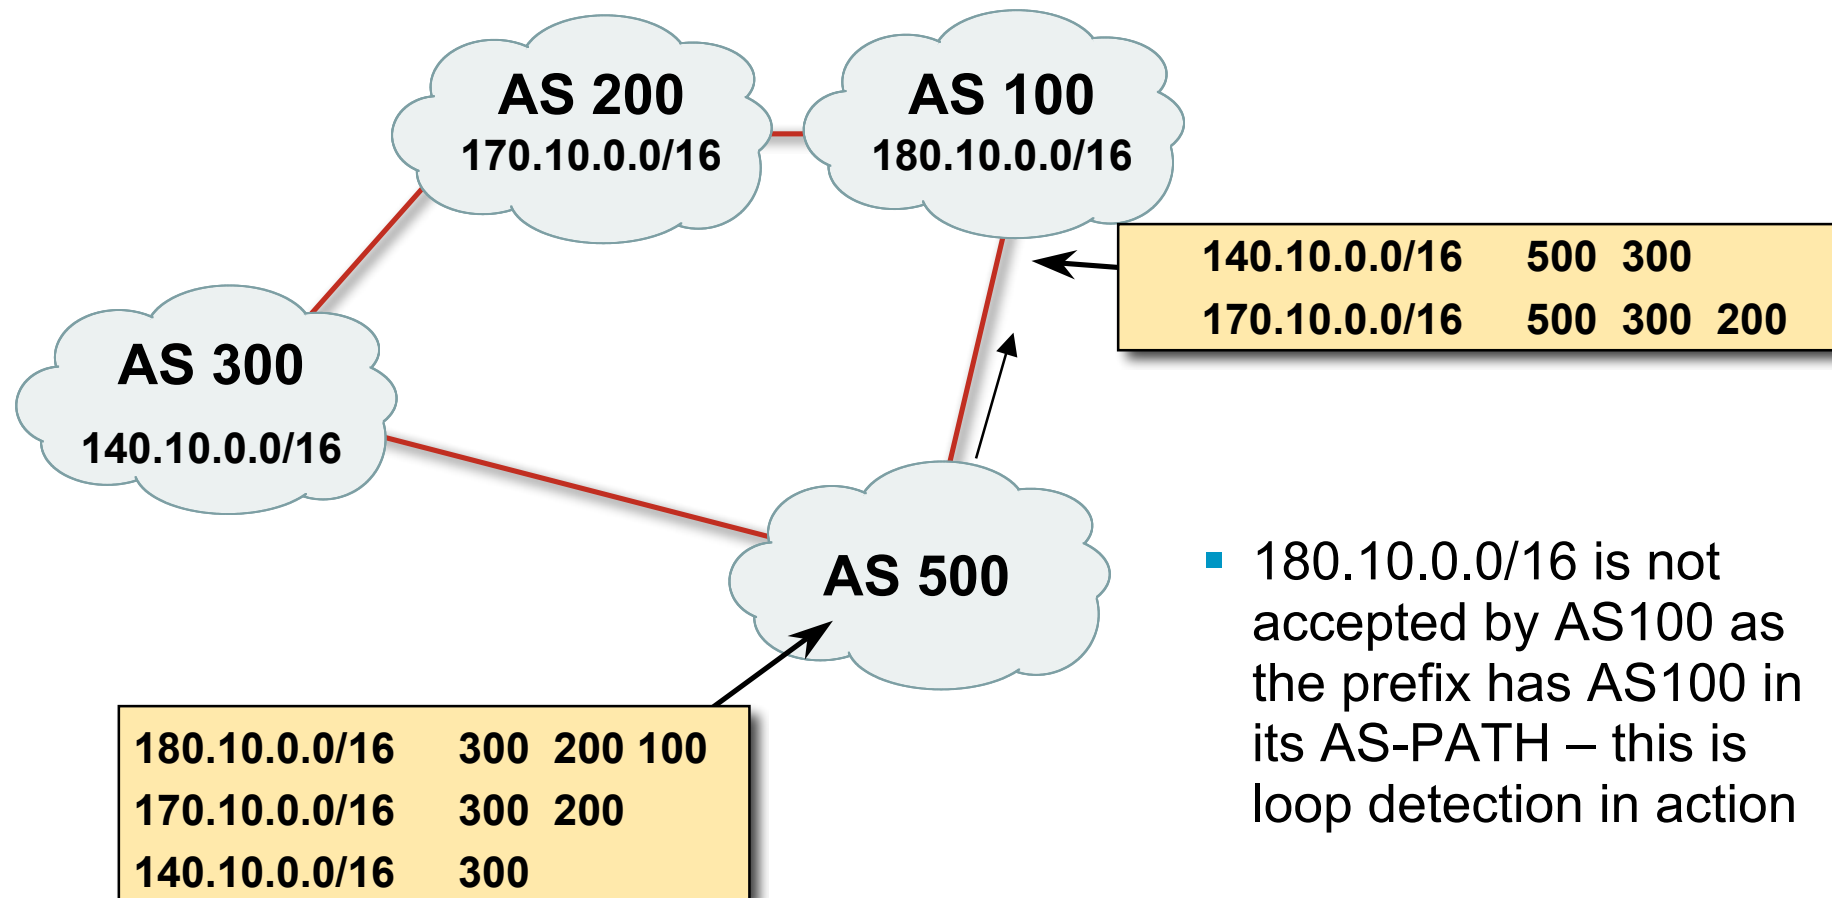 AS 200
170.10.0.0/16
AS 100
180.10.0.0/16
140.10.0.0/16 500 300
170.10.0.0/16 500 300 200
AS 300
140.10.0.0/16
AS 500
180.10.0.0/16 is not
accepted by AS100 as
the prefix has AS100 in
its AS-PATH – this is
loop detection in action
180.10.0.0/16 300 200 100
170.10.0.0/16 300 200
140.10.0.0/16 300